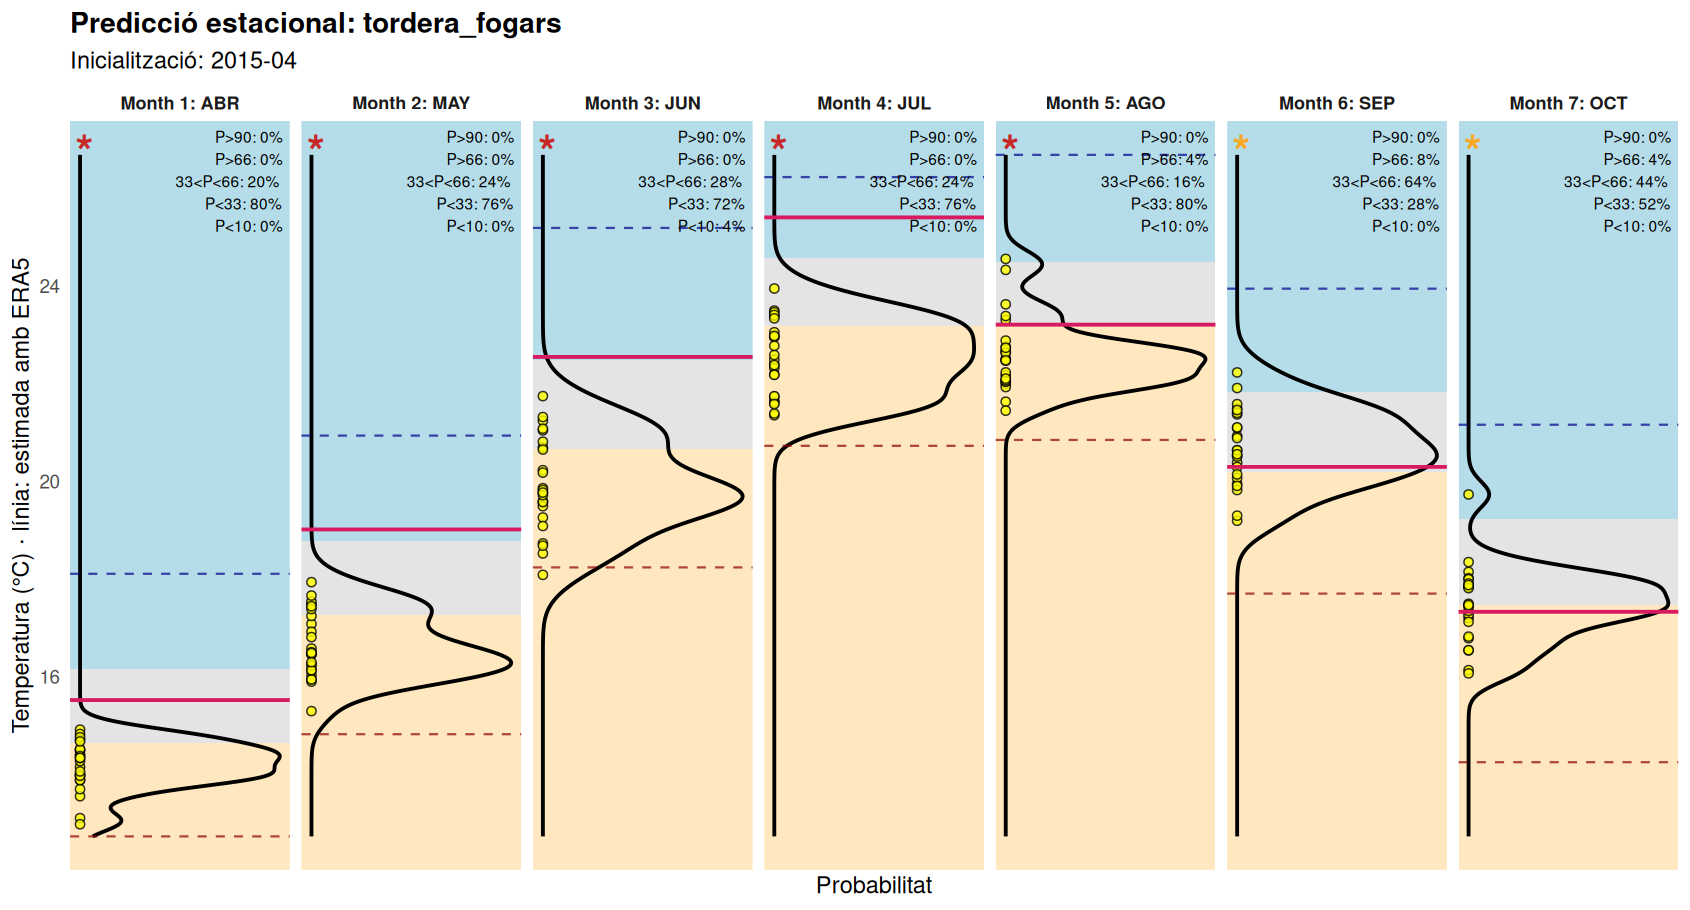 Predicció estacional: tordera_fogars
Inicialització: 2015-04
Month 1: ABR
P>90: 0%
P>66: 0%
33<P<66: 20%
P<33: 80%
P<10: 0%
Month 2: MAY
P>90: 0%
P>66: 0%
33<P<66: 24%
P<33: 76%
P<10: 0%
Month 3: JUN
P>90: 0%
P>66: 0%
33<P<66: 28%
P<33: 72%
P<10: 4%
Month 4: JUL
P>90: 0%
P>66: 0%
33<P<66: 24%
P<33: 76%
P<10: 0%
Month 5: AGO
P>90: 0%
P>66: 4%
33<P<66: 16%
P<33: 80%
P<10: 0%
Month 6: SEP
P>90: 0%
P>66: 8%
33<P<66: 64%
P<33: 28%
P<10: 0%
Month 7: OCT
P>90: 0%
P>66: 4%
33<P<66: 44%
P<33: 52%
P<10: 0%
Temperatura (°C) · línia: estimada amb ERA5
24
20
16
Probabilitat